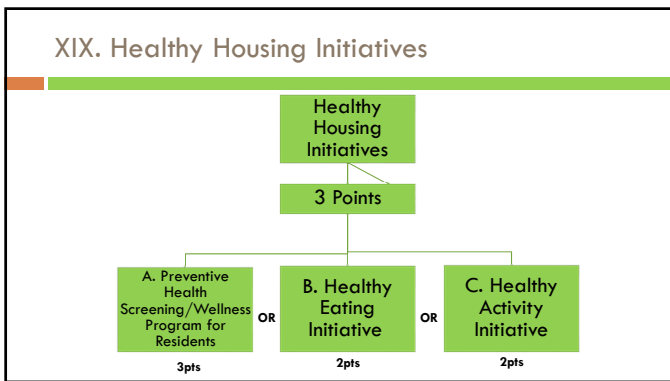 XIX. Healthy Housing Initiatives
Healthy
Housing
Initiatives
3 Points
A. Preventive
Health
Screening/Wellness
Program for
Residents
OR
B. Healthy
Eating
Initiative
OR
C. Healthy
Activity
Initiative
3pts
2pts
2pts